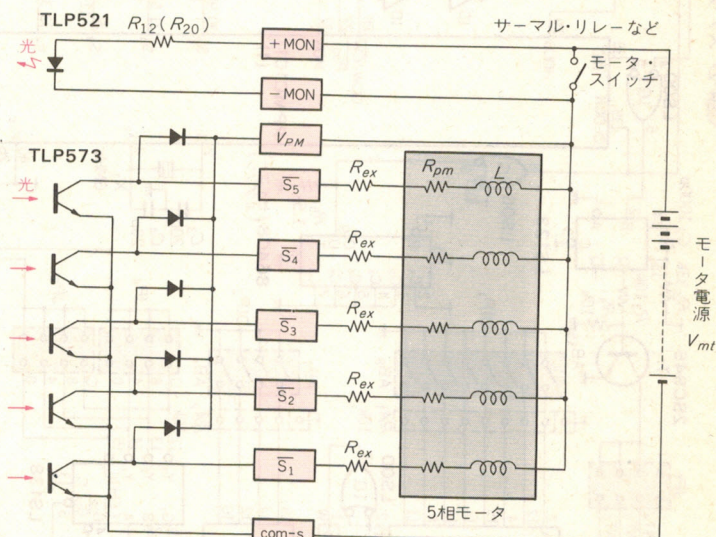 TLP521
R12(R20)
+MON
サーマル・リレーなど
光
モータ・
スイッチ
−MON
VPM
TLP573
光
S5
Rex
Rpm
L
S4
Rex
S3
Rex
S2
Rex
S1
Rex
モータ電源
Vmt
5相モータ
com-s